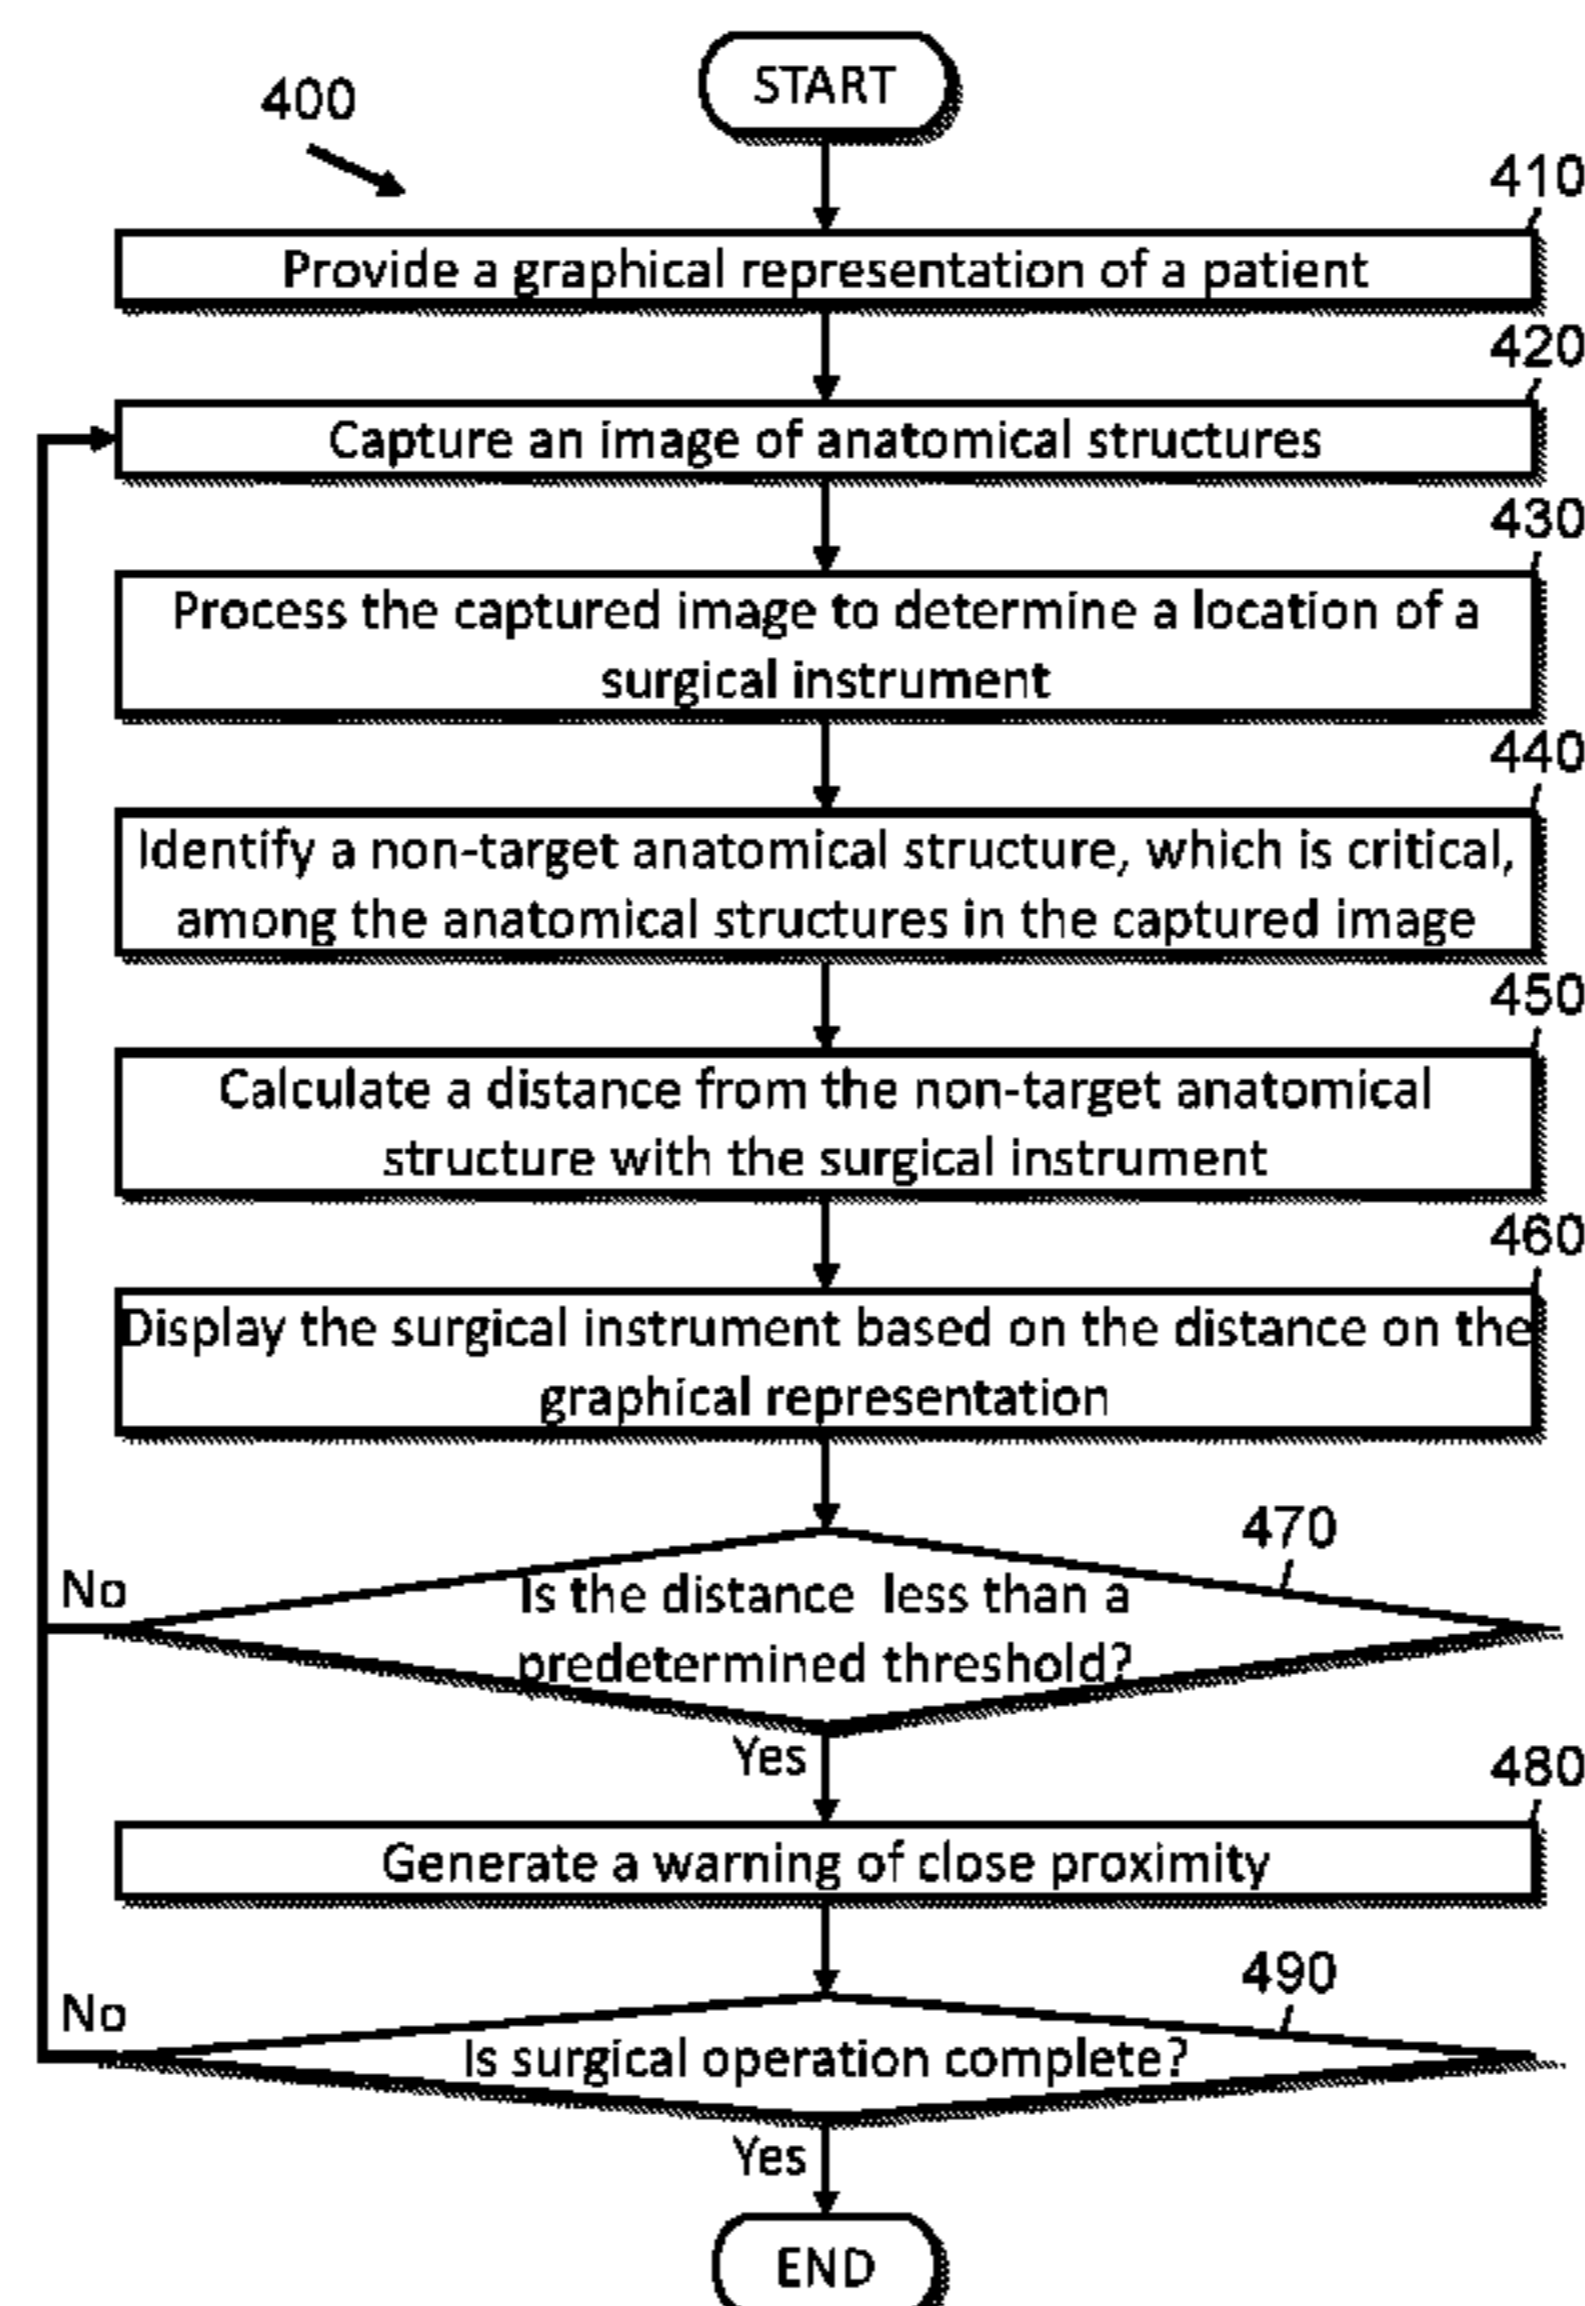 START
400
410
Provide a graphical representation of a patient
420
Capture an image of anatomical structures
430
Process the captured image to determine a location of a
surgical instrument
440
Identify a non-target anatomical structure, which is critical,
among the anatomical structures in the captured image
450
Calculate a distance from the non-target anatomical
structure with the surgical instrument
460
Display the surgical instrument based on the distance on the
graphical representation
470
No
Is the distance less than a
predetermined threshold?
Yes
480
Generate a warning of close proximity
490
No
Is surgical operation complete?
Yes
END